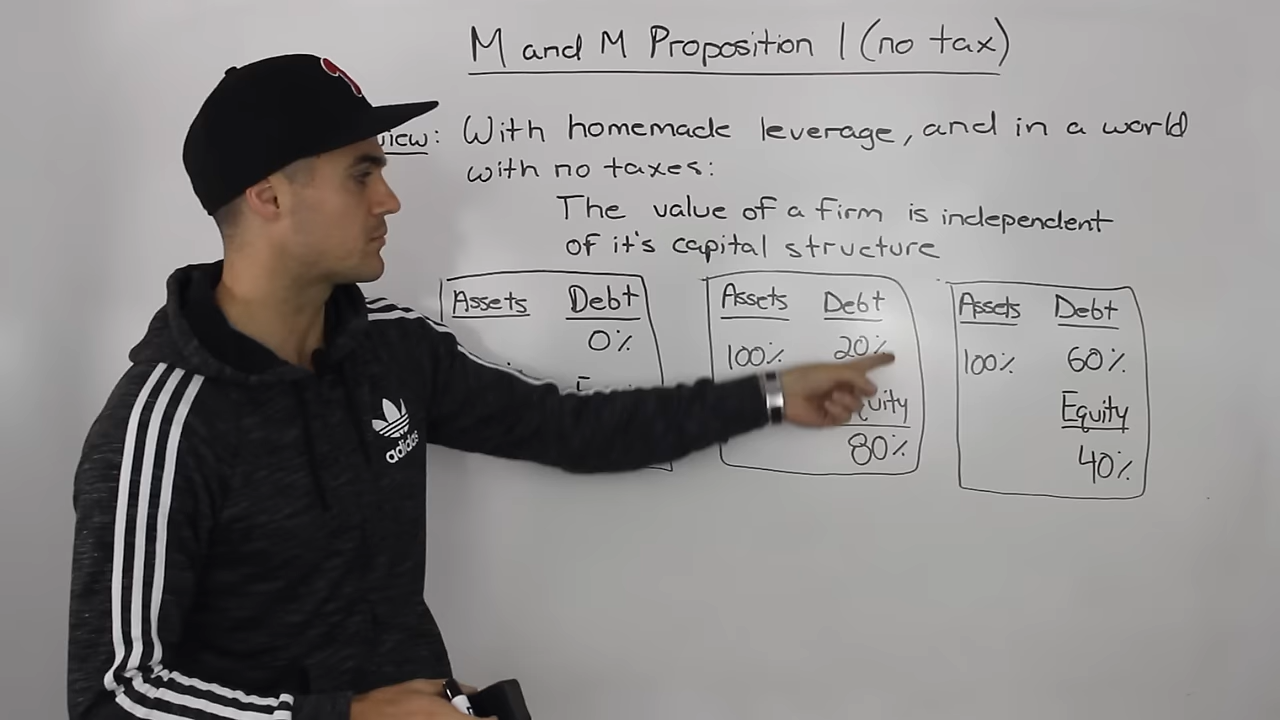 M and M Proposition 1 (no tax)
view: With homemade leverage, and in a world
with no taxes:
The value of a firm is independent
of it's capital structure
Assets Debt
0%
Assets Debt
100% 20%
quity
80%
Assets Debt
100% 60%
Equity
40%
adidas